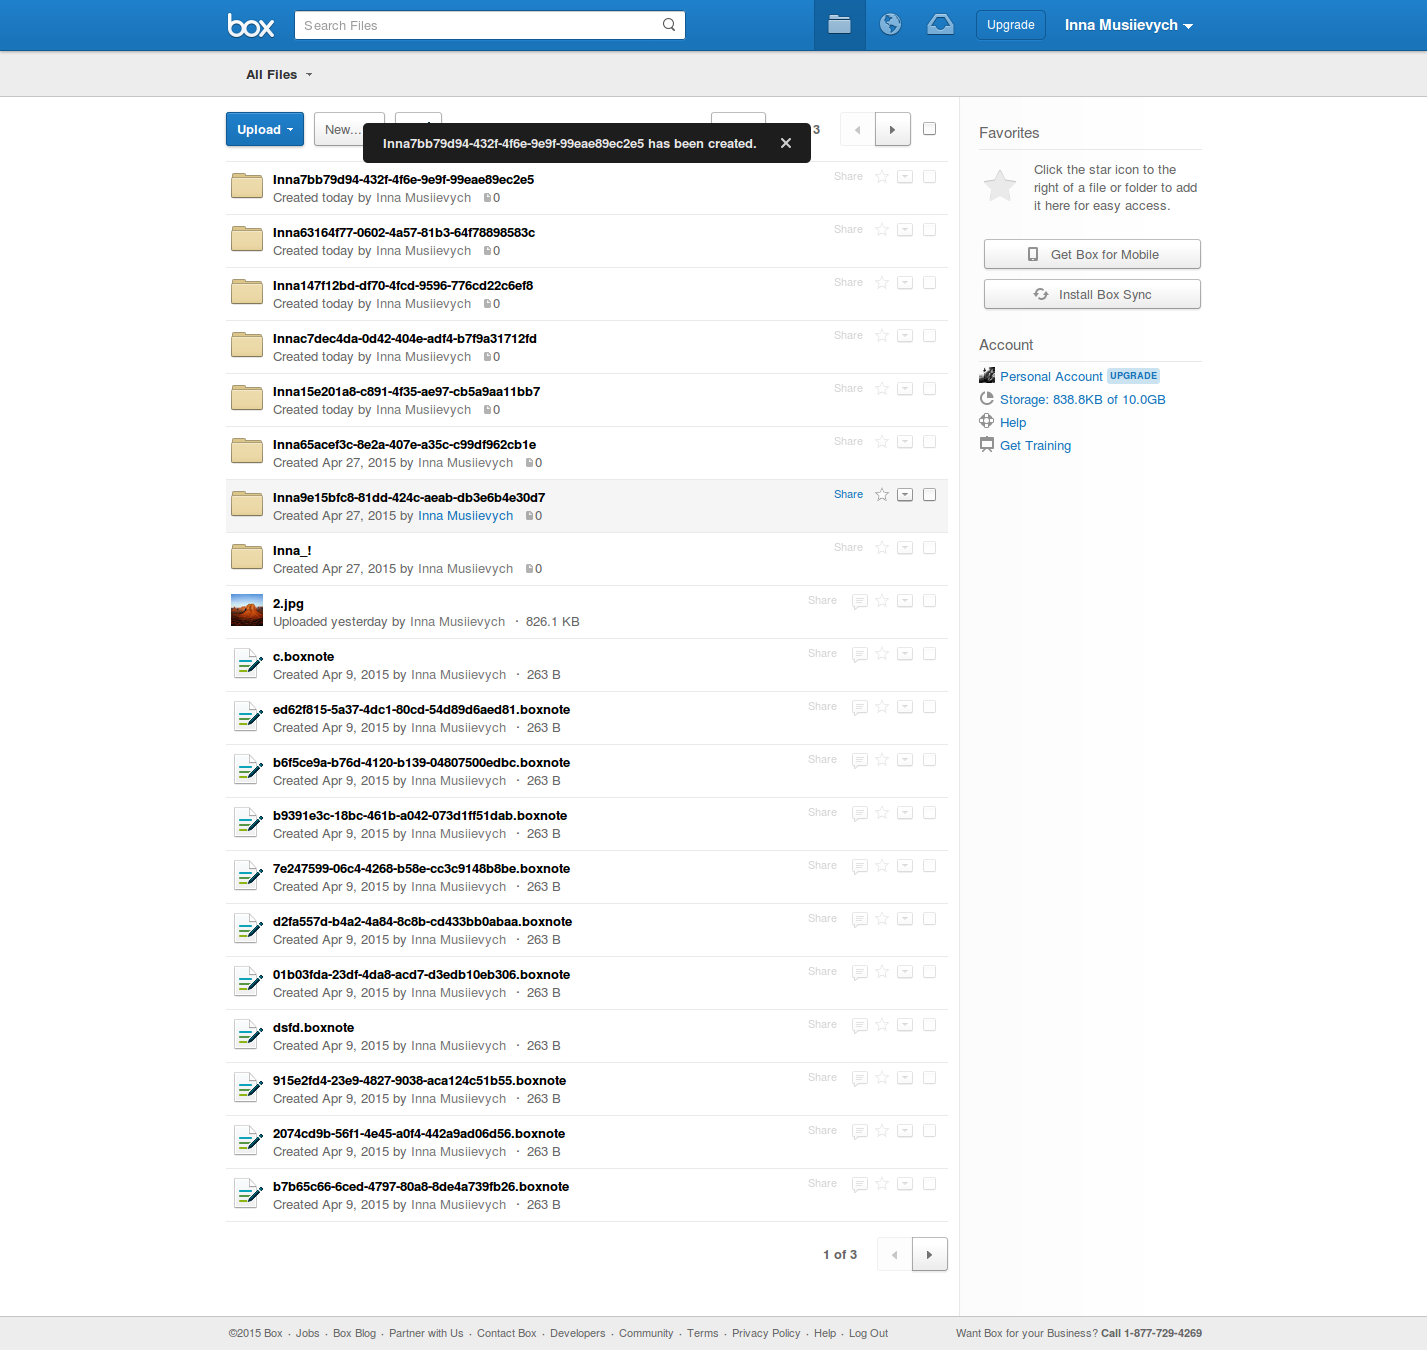 box
Search Files
Upgrade
Inna Musiievych
All Files
Upload
New...
3
Inna7bb79d94-432f-4f6e-9e9f-99eae89ec2e5 has been created.
Inna7bb79d94-432f-4f6e-9e9f-99eae89ec2e5
Share
Created today by Inna Musiievych 0
Inna63164f77-0602-4a57-81b3-64f78898583c
Share
Created today by Inna Musiievych 0
Inna147f12bd-df70-4fcd-9596-776cd22c6ef8
Share
Created today by Inna Musiievych 0
Innac7dec4da-0d42-404e-adf4-b7f9a31712fd
Share
Created today by Inna Musiievych 0
Inna15e201a8-c891-4f35-ae97-cb5a9aa11bb7
Share
Created today by Inna Musiievych 0
Inna65acef3c-8e2a-407e-a35c-c99df962cb1e
Share
Created Apr 27, 2015 by Inna Musiievych 0
Inna9e15bfc8-81dd-424c-aeab-db3e6b4e30d7
Share
Created Apr 27, 2015 by Inna Musiievych 0
Inna_!
Share
Created Apr 27, 2015 by Inna Musiievych 0
2.jpg
Share
Uploaded yesterday by Inna Musiievych · 826.1 KB
c.boxnote
Share
Created Apr 9, 2015 by Inna Musiievych · 263 B
ed62f815-5a37-4dc1-80cd-54d89d6aed81.boxnote
Share
Created Apr 9, 2015 by Inna Musiievych · 263 B
b6f5ce9a-b76d-4120-b139-04807500edbc.boxnote
Share
Created Apr 9, 2015 by Inna Musiievych · 263 B
b9391e3c-18bc-461b-a042-073d1ff51dab.boxnote
Share
Created Apr 9, 2015 by Inna Musiievych · 263 B
7e247599-06c4-4268-b58e-cc3c9148b8be.boxnote
Share
Created Apr 9, 2015 by Inna Musiievych · 263 B
d2fa557d-b4a2-4a84-8c8b-cd433bb0abaa.boxnote
Share
Created Apr 9, 2015 by Inna Musiievych · 263 B
01b03fda-23df-4da8-acd7-d3edb10eb306.boxnote
Share
Created Apr 9, 2015 by Inna Musiievych · 263 B
dsfd.boxnote
Share
Created Apr 9, 2015 by Inna Musiievych · 263 B
915e2fd4-23e9-4827-9038-aca124c51b55.boxnote
Share
Created Apr 9, 2015 by Inna Musiievych · 263 B
2074cd9b-56f1-4e45-a0f4-442a9ad06d56.boxnote
Share
Created Apr 9, 2015 by Inna Musiievych · 263 B
b7b65c66-6ced-4797-80a8-8de4a739fb26.boxnote
Share
Created Apr 9, 2015 by Inna Musiievych · 263 B
1 of 3
Favorites
Click the star icon to the
right of a file or folder to add
it here for easy access.
Get Box for Mobile
Install Box Sync
Account
Personal Account UPGRADE
Storage: 838.8KB of 10.0GB
Help
Get Training
©2015 Box · Jobs · Box Blog · Partner with Us · Contact Box · Developers · Community · Terms · Privacy Policy · Help · Log Out
Want Box for your Business? Call 1-877-729-4269